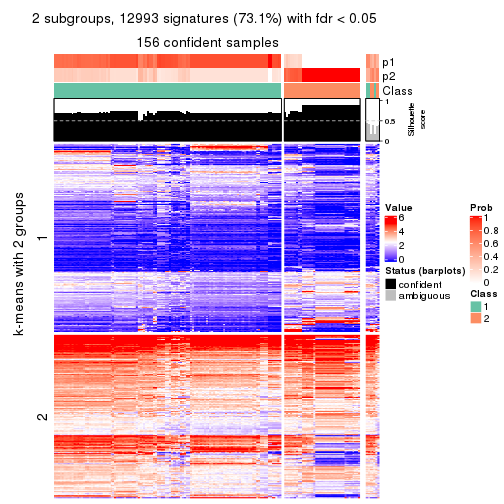 2 subgroups, 12993 signatures (73.1%) with fdr < 0.05
156 confident samples
p1
p2
Class
1
0.5
0
Silhouette
score
k-means with 2 groups
1
2
Value
6
4
2
0
Status (barplots)
confident
ambiguous
Prob
1
0.8
0.6
0.4
0.2
0
Class
1
2